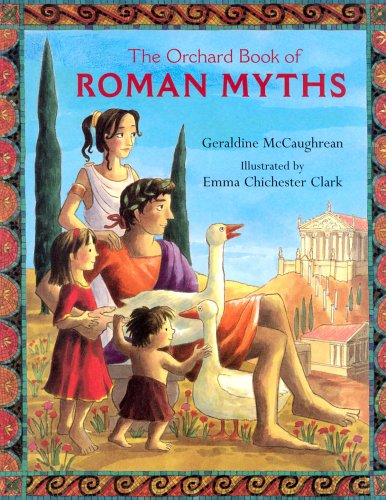 The Orchard Book of
ROMAN MYTHS
Geraldine McCaughrean
Illustrated by
Emma Chichester Clark